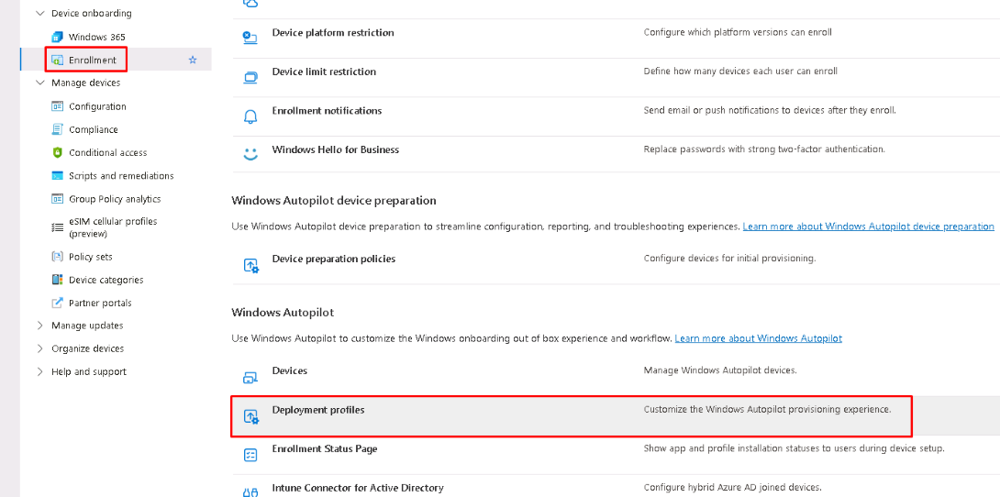 Device onboarding
Windows 365
Enrollment
Manage devices
Configuration
Compliance
Conditional access
Scripts and remediations
Group Policy analytics
eSIM cellular profiles
(preview)
Policy sets
Device categories
Partner portals
Manage updates
Organize devices
Help and support
Device platform restriction Configure which platform versions can enroll
Device limit restriction Define how many devices each user can enroll
Enrollment notifications Send email or push notifications to devices after they enroll.
Windows Hello for Business Replace passwords with strong two-factor authentication.
Windows Autopilot device preparation
Use Windows Autopilot device preparation to streamline configuration, reporting, and troubleshooting experiences. Learn more about Windows Autopilot device preparation
Device preparation policies Configure devices for initial provisioning.
Windows Autopilot
Use Windows Autopilot to customize the Windows onboarding out of box experience and workflow. Learn more about Windows Autopilot
Devices Manage Windows Autopilot devices.
Deployment profiles Customize the Windows Autopilot provisioning experience.
Enrollment Status Page Show app and profile installation statuses to users during device setup.
Intune Connector for Active Directory Configure hybrid Azure AD joined devices.